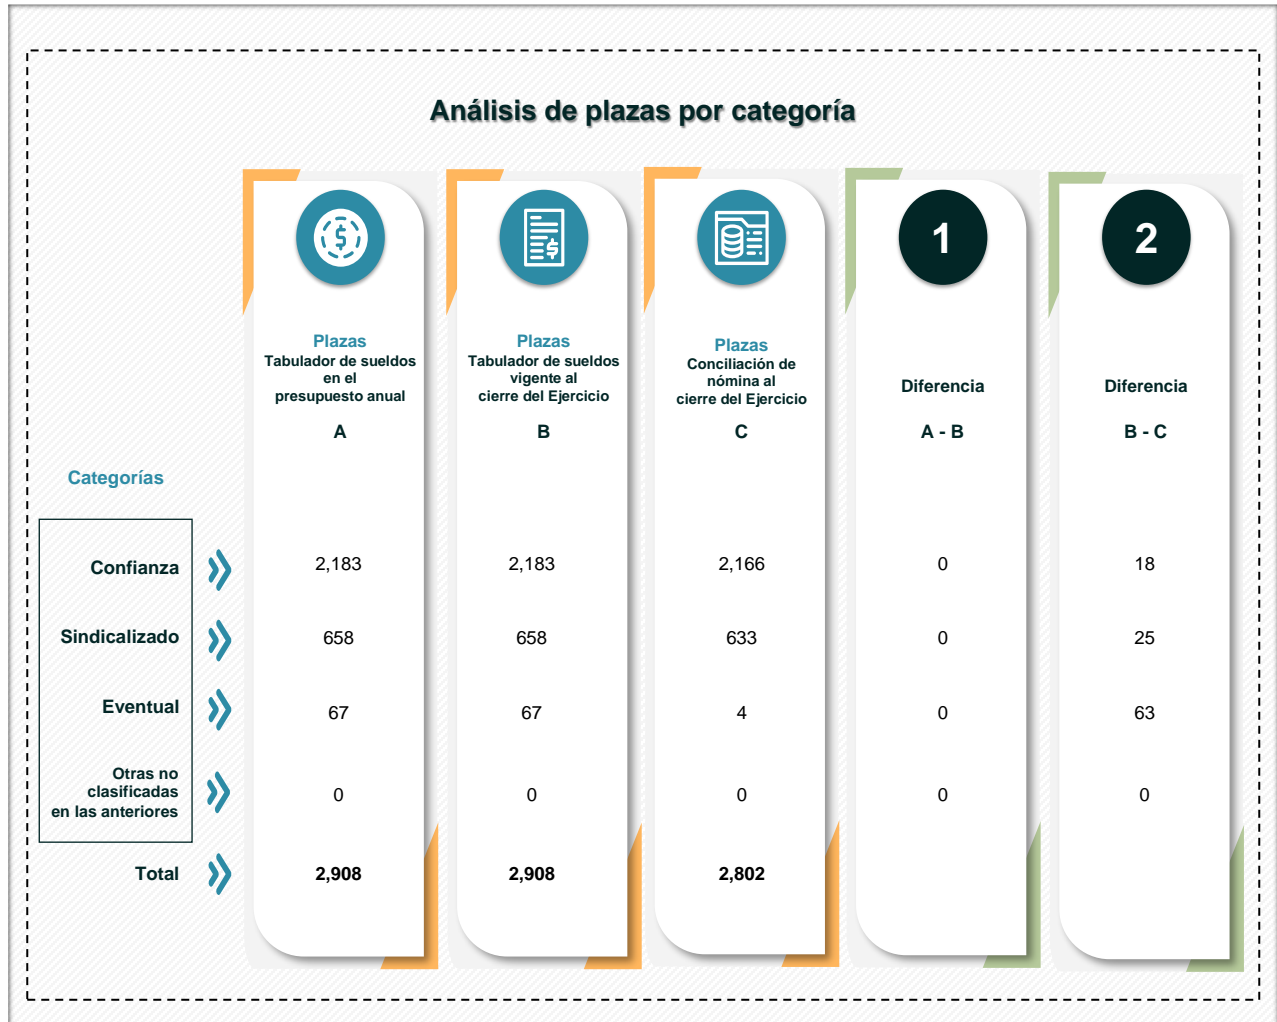 Análisis de plazas por categoría
$
$
1
2
Plazas
Tabulador de sueldos
en el
presupuesto anual
A
Plazas
Tabulador de sueldos
vigente al
cierre del Ejercicio
B
Plazas
Conciliación de
nómina al
cierre del Ejercicio
C
Diferencia
A - B
Diferencia
B - C
Categorías
Confianza 2,183 2,183 2,166 0 18
Sindicalizado 658 658 633 0 25
Eventual 67 67 4 0 63
Otras no
clasificadas
en las anteriores 0 0 0 0 0
Total 2,908 2,908 2,802